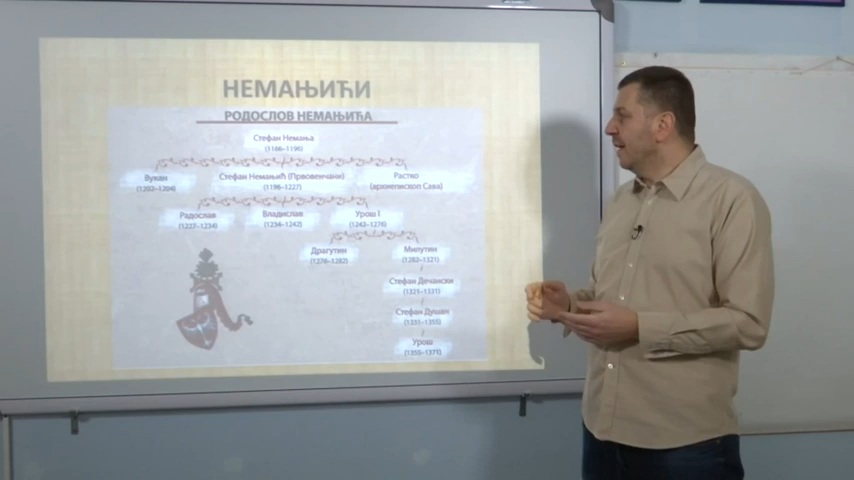 НЕМАЊИЋИ
РОДОСЛОВ НЕМАЊИЋА
Стефан Немања
(1166–1196)
Вукан Стефан Немањић (Првовенчани) Растко
(1202–1204) (1196–1227) (архиепископ Сава)
Радослав Владислав Урош I
(1227–1234) (1234–1242) (1242–1276)
Драгутин Милутин
(1276–1282) (1282–1321)
Стефан Дечански
(1321–1331)
Стефан Душан
(1331–1355)
Урош
(1355–1371)